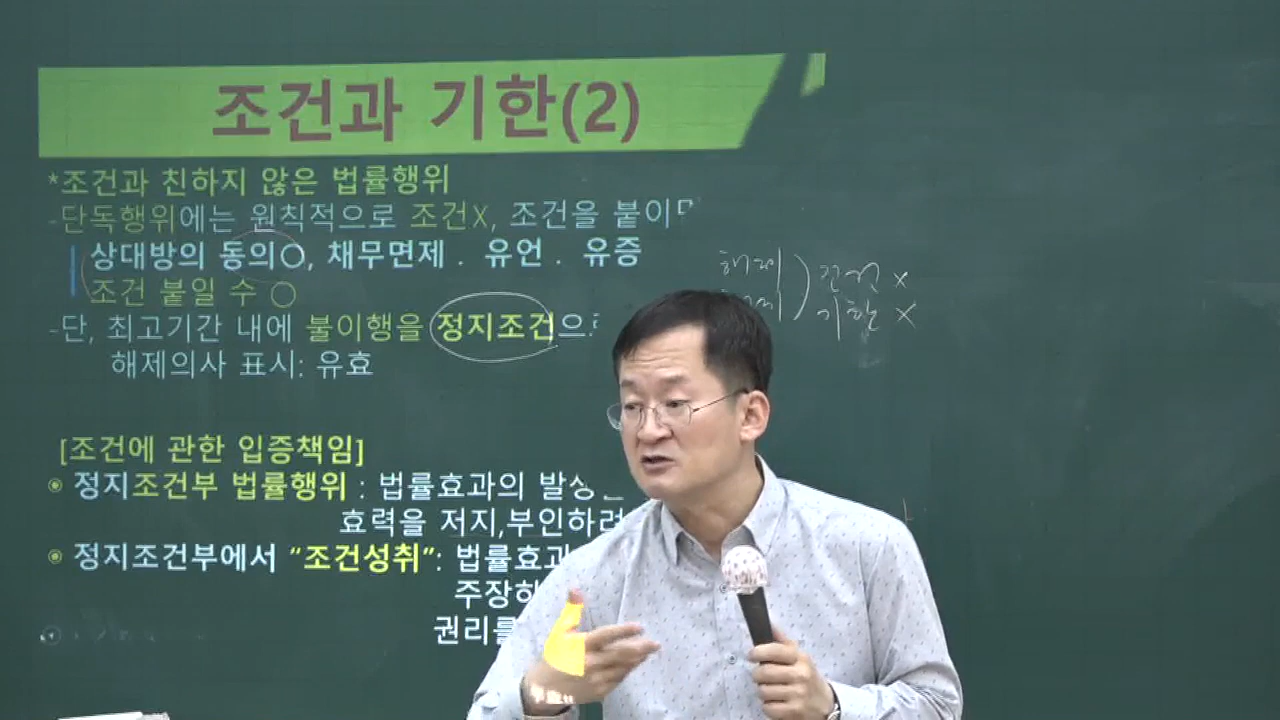 조건과 기한(2)
*조건과 친하지 않은 법률행위
-단독행위에는 원칙적으로 조건X, 조건을 붙이면
상대방의 동의○, 채무면제 . 유언 . 유증
조건 붙일 수 ○
-단, 최고기간 내에 불이행을 정지조건으로
해제의사 표시: 유효
[조건에 관한 입증책임]
◉ 정지조건부 법률행위 : 법률효과의 발생을
효력을 저지,부인하려
◉ 정지조건부에서 “조건성취”: 법률효과
주장하
권리를
해제
조건 x
기한 x